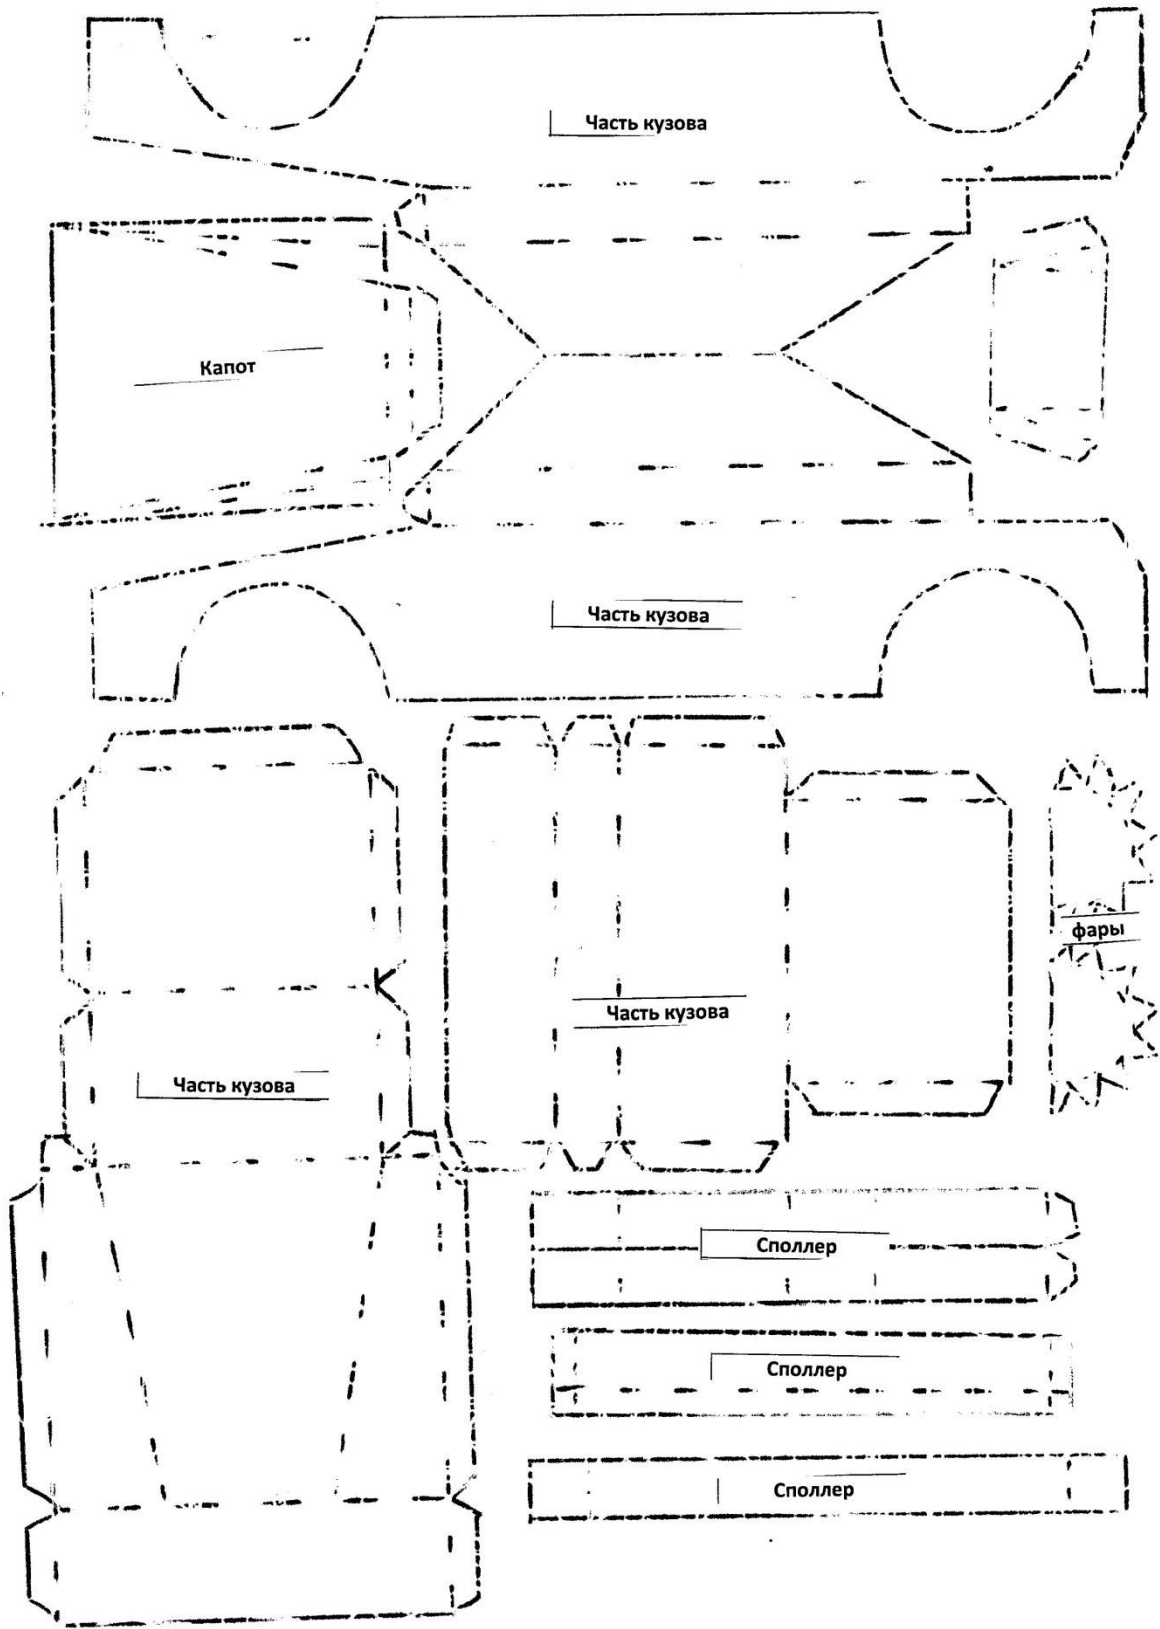 Часть кузова
Капот
Часть кузова
фары
Часть кузова
Часть кузова
Споллер
Споллер
Споллер